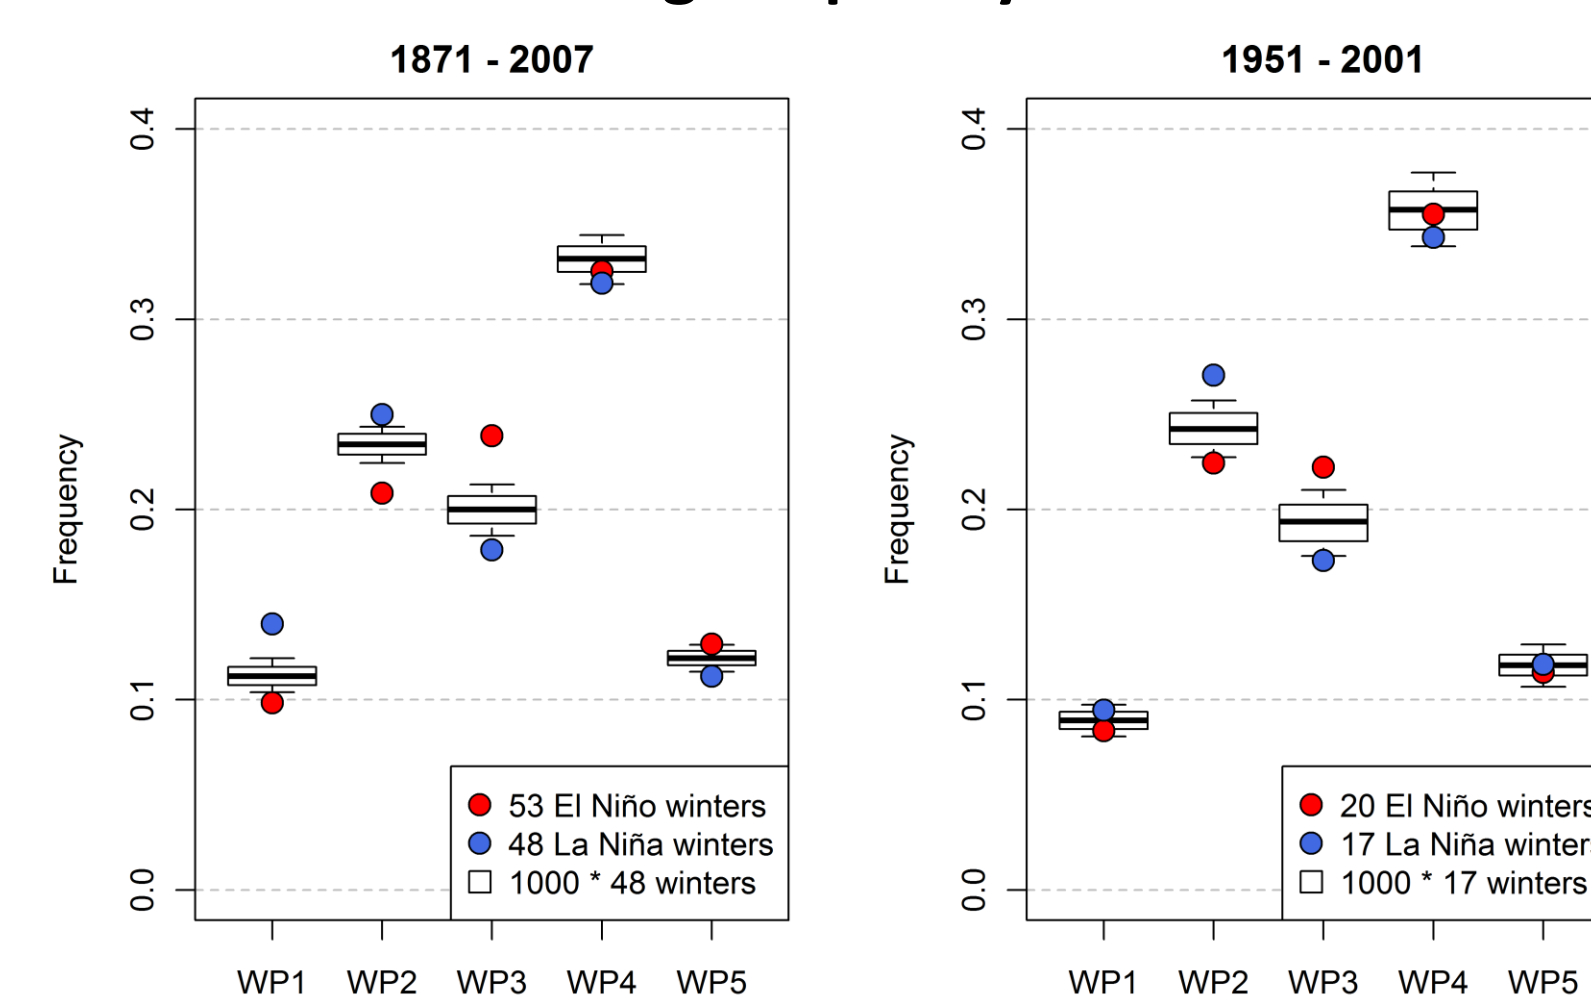 1871 - 2007
Frequency
0.4
0.3
0.2
0.1
0.0
53 El Niño winters
48 La Niña winters
1000 * 48 winters
WP1 WP2 WP3 WP4 WP5
1951 - 2001
Frequency
0.4
0.3
0.2
0.1
0.0
20 El Niño winters
17 La Niña winters
1000 * 17 winters
WP1 WP2 WP3 WP4 WP5